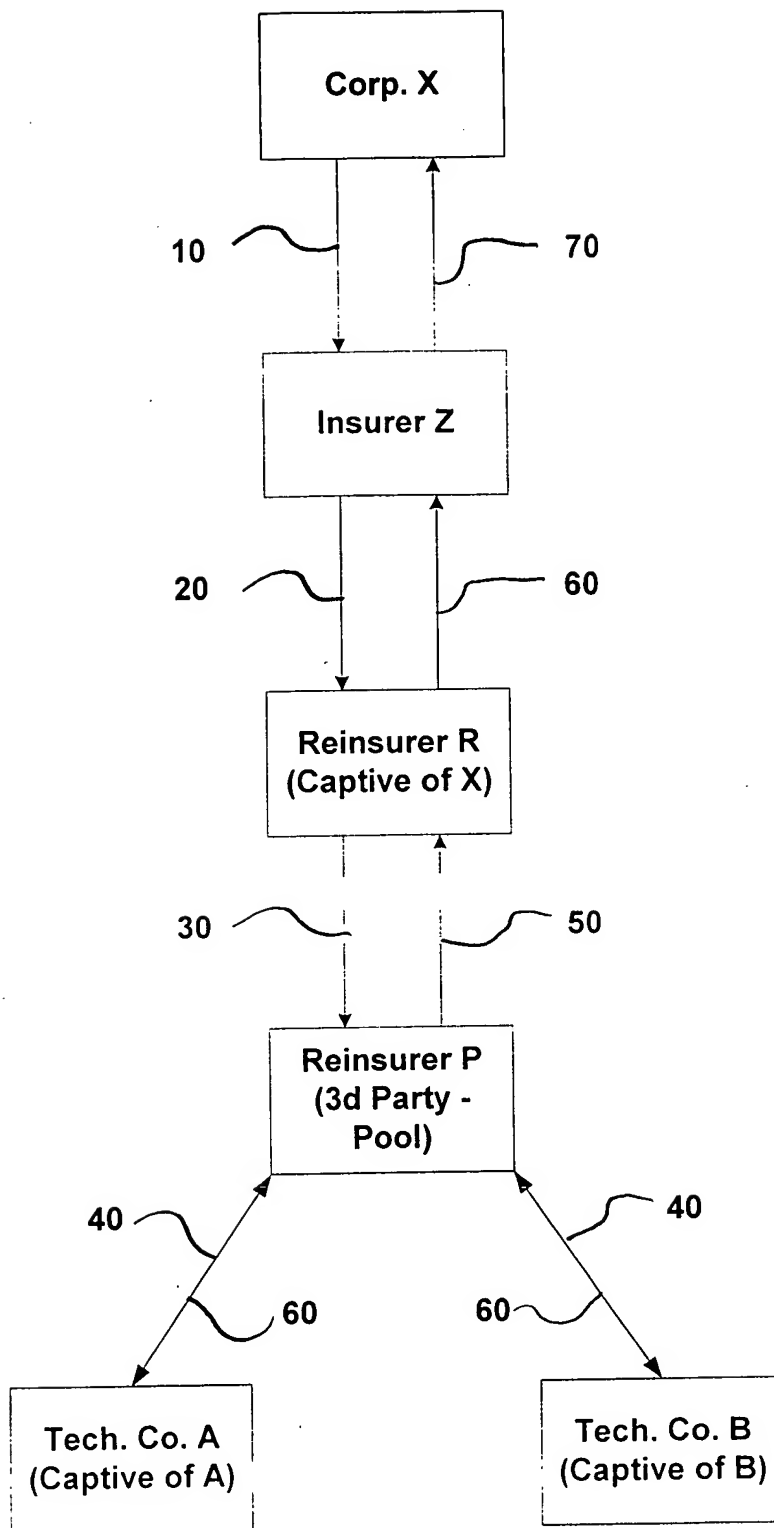 Corp. X
10
70
Insurer Z
20
60
Reinsurer R
(Captive of X)
30
50
Reinsurer P
(3d Party -
Pool)
40
40
60
60
Tech. Co. A
(Captive of A)
Tech. Co. B
(Captive of B)